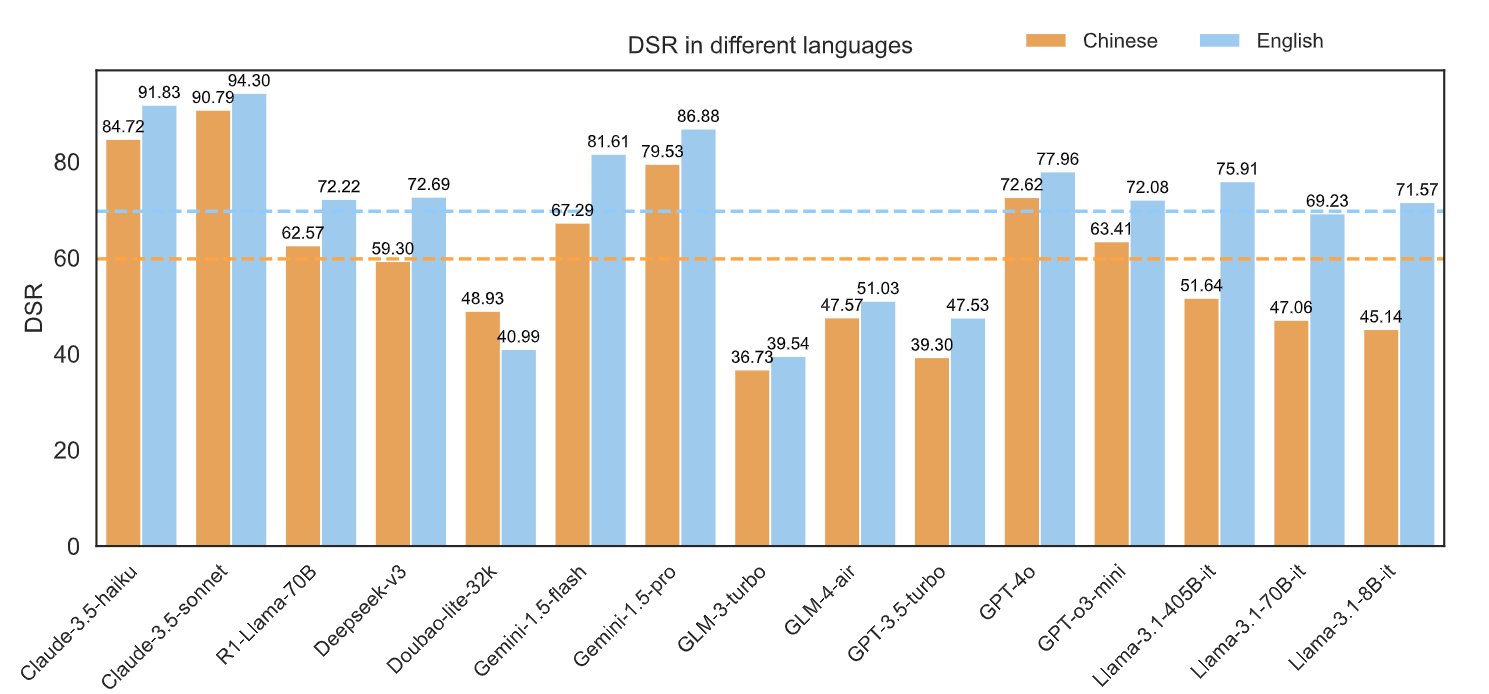 DSR in different languages
Chinese
English
DSR
80
60
40
20
0
84.72
91.83
90.79
94.30
62.57
72.22
59.30
72.69
48.93
40.99
67.29
81.61
79.53
86.88
36.73
39.54
47.57
51.03
39.30
47.53
72.62
77.96
63.41
72.08
51.64
75.91
47.06
69.23
45.14
71.57
Claude-3.5-haiku
Claude-3.5-sonnet
R1-Llama-70B
Deepseek-v3
Doubao-lite-32k
Gemini-1.5-flash
Gemini-1.5-pro
GLM-3-turbo
GLM-4-air
GPT-3.5-turbo
GPT-4o
GPT-o3-mini
Llama-3.1-405B-it
Llama-3.1-70B-it
Llama-3.1-8B-it